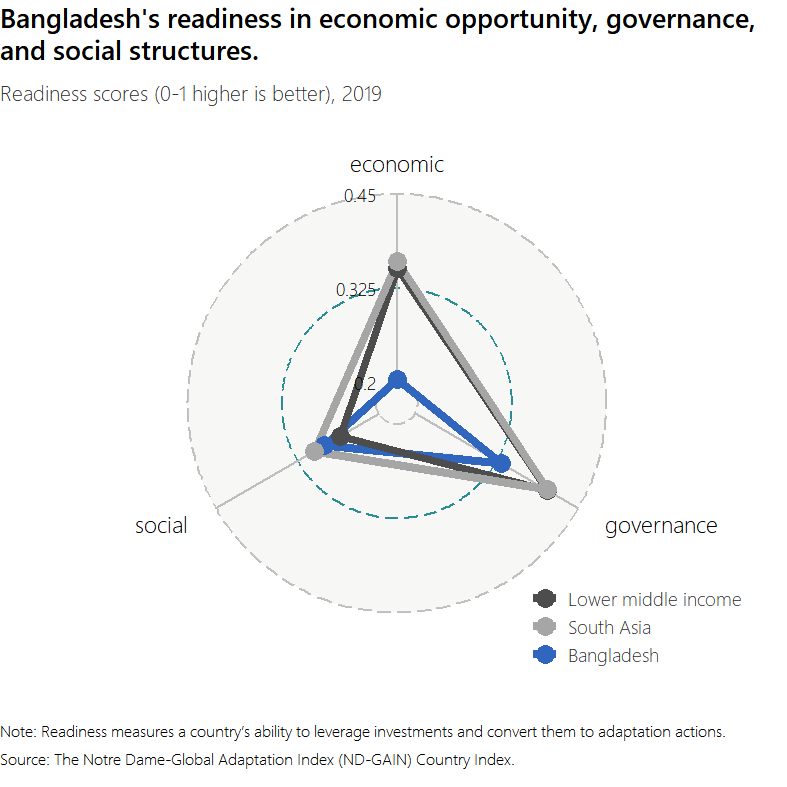 Bangladesh's readiness in economic opportunity, governance,
and social structures.
Readiness scores (0-1 higher is better), 2019
economic
0.45
0.325
0.2
social
governance
Lower middle income
South Asia
Bangladesh
Note: Readiness measures a country's ability to leverage investments and convert them to adaptation actions.
Source: The Notre Dame-Global Adaptation Index (ND-GAIN) Country Index.